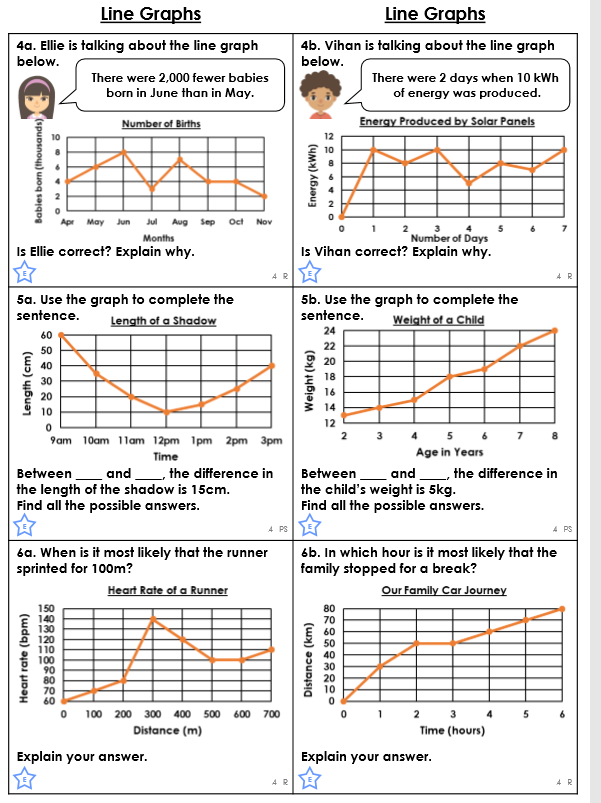 Line Graphs
Line Graphs
4a. Ellie is talking about the line graph
below.
There were 2,000 fewer babies
born in June than in May.
Number of Births
Babies born (thousands)
10
8
6
4
2
0
Apr May Jun Jul Aug Sep Oct Nov
Months
Is Ellie correct? Explain why.
E
4 R
4b. Vihan is talking about the line graph
below.
There were 2 days when 10 kWh
of energy was produced.
Energy Produced by Solar Panels
Energy (kWh)
12
10
8
6
4
2
0
0 1 2 3 4 5 6 7
Number of Days
Is Vihan correct? Explain why.
E
4 R
5a. Use the graph to complete the
sentence.
Length of a Shadow
Length (cm)
60
50
40
30
20
10
0
9am 10am 11am 12pm 1pm 2pm 3pm
Time
Between ____ and ____, the difference in
the length of the shadow is 15cm.
Find all the possible answers.
E
4 PS
5b. Use the graph to complete the
sentence.
Weight of a Child
Weight (kg)
24
22
20
18
16
14
12
2 3 4 5 6 7 8
Age in Years
Between ____ and ____, the difference in
the child's weight is 5kg.
Find all the possible answers.
E
4 PS
6a. When is it most likely that the runner
sprinted for 100m?
Heart Rate of a Runner
Heart rate (bpm)
150
140
130
120
110
100
90
80
70
60
0 100 200 300 400 500 600 700
Distance (m)
Explain your answer.
E
4 R
6b. In which hour is it most likely that the
family stopped for a break?
Our Family Car Journey
Distance (km)
80
70
60
50
40
30
20
10
0
0 1 2 3 4 5 6
Time (hours)
Explain your answer.
E
4 R